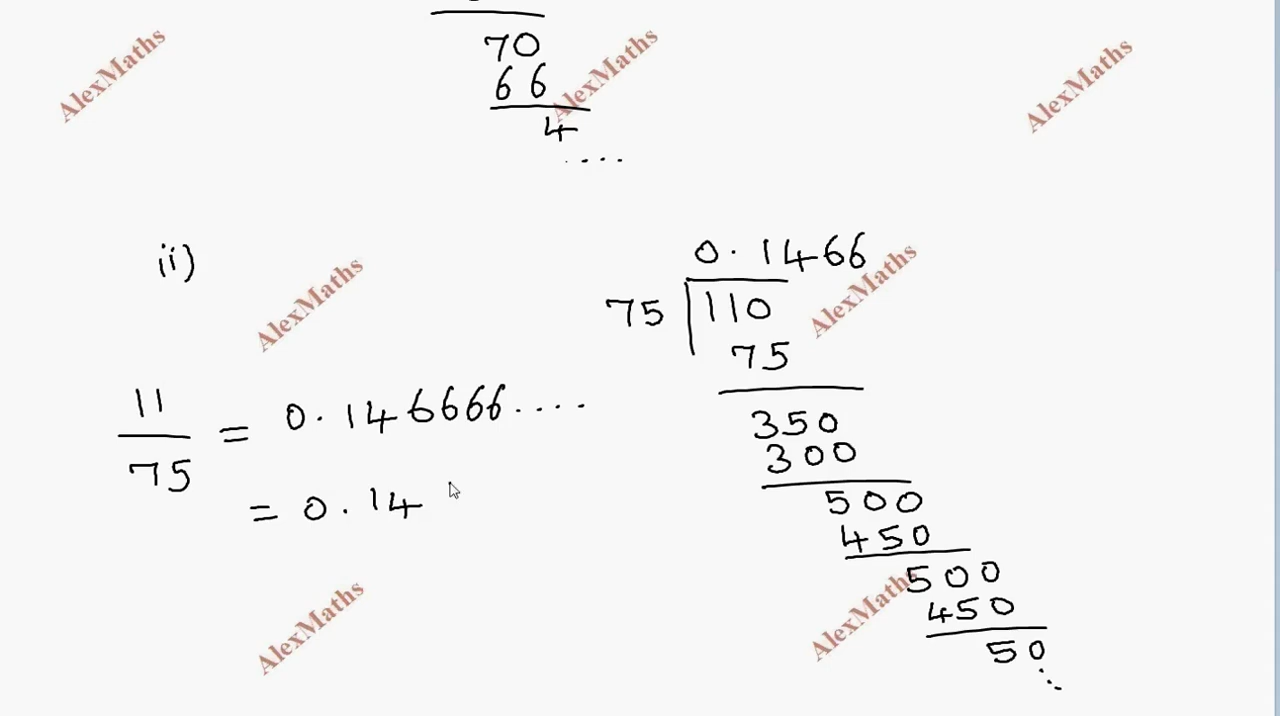 70
66
4
....
ii)
0.1466
75 110
75
350
300
500
450
500
450
50
...
11/75 = 0.146666....
= 0.14
AlexMaths
AlexMaths
AlexMaths
AlexMaths
AlexMaths
AlexMaths
AlexMaths